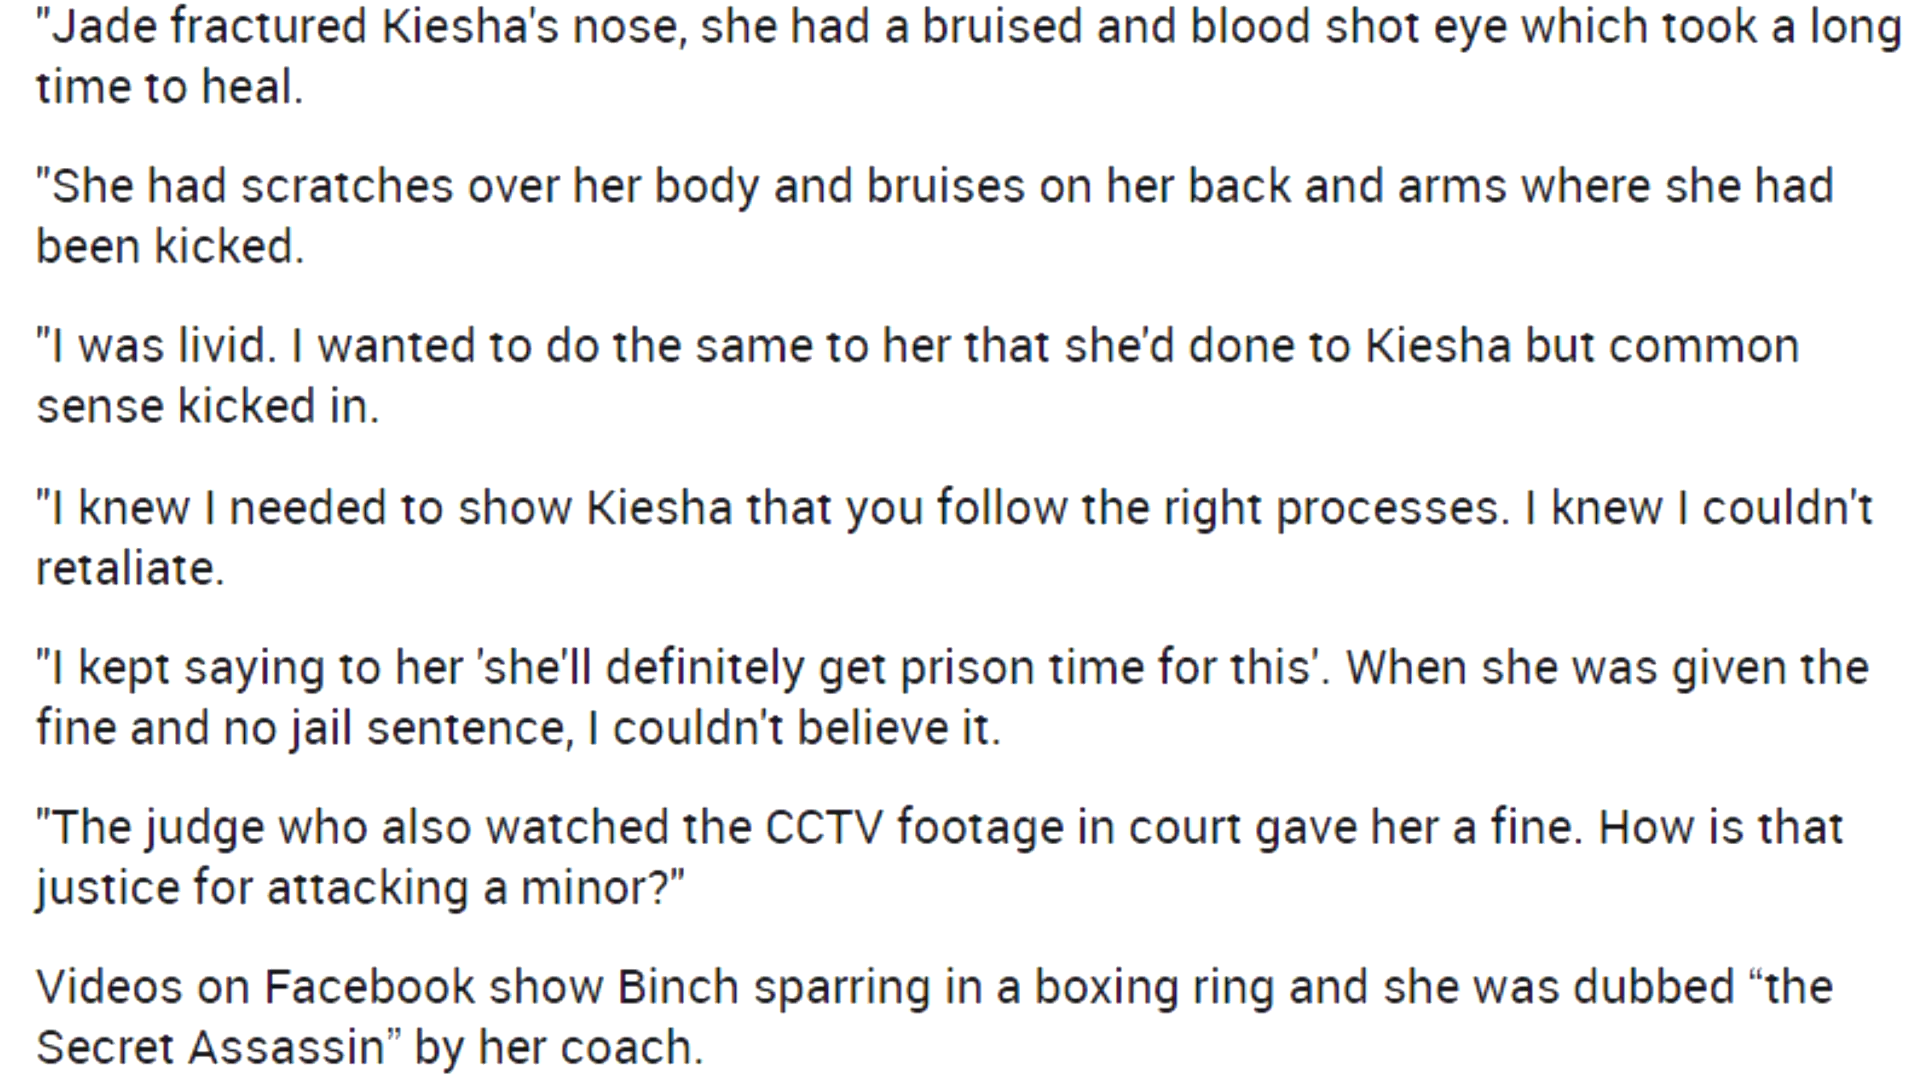 "Jade fractured Kiesha's nose, she had a bruised and blood shot eye which took a long
time to heal.
"She had scratches over her body and bruises on her back and arms where she had
been kicked.
"I was livid. I wanted to do the same to her that she'd done to Kiesha but common
sense kicked in.
"I knew I needed to show Kiesha that you follow the right processes. I knew I couldn't
retaliate.
"I kept saying to her 'she'll definitely get prison time for this'. When she was given the
fine and no jail sentence, I couldn't believe it.
"The judge who also watched the CCTV footage in court gave her a fine. How is that
justice for attacking a minor?"
Videos on Facebook show Binch sparring in a boxing ring and she was dubbed “the
Secret Assassin” by her coach.